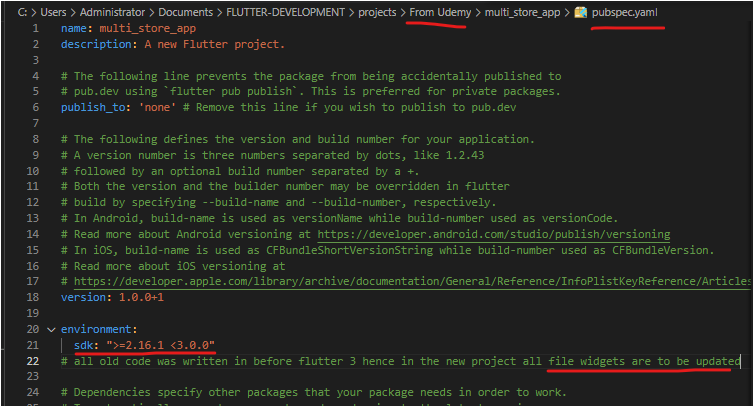 C: > Users > Administrator > Documents > FLUTTER-DEVELOPMENT > projects > From Udemy > multi_store_app > pubspec.yaml
1 name: multi_store_app
2 description: A new Flutter project.
3
4 # The following line prevents the package from being accidentally published to
5 # pub.dev using `flutter pub publish`. This is preferred for private packages.
6 publish_to: 'none' # Remove this line if you wish to publish to pub.dev
7
8 # The following defines the version and build number for your application.
9 # A version number is three numbers separated by dots, like 1.2.43
10 # followed by an optional build number separated by a +.
11 # Both the version and the builder number may be overridden in flutter
12 # build by specifying --build-name and --build-number, respectively.
13 # In Android, build-name is used as versionName while build-number used as versionCode.
14 # Read more about Android versioning at https://developer.android.com/studio/publish/versioning
15 # In iOS, build-name is used as CFBundleShortVersionString while build-number used as CFBundleVersion.
16 # Read more about iOS versioning at
17 # https://developer.apple.com/library/archive/documentation/General/Reference/InfoPlistKeyReference/Articles
18 version: 1.0.0+1
19
20 environment:
21 sdk: ">=2.16.1 <3.0.0"
22 # all old code was written in before flutter 3 hence in the new project all file widgets are to be updated
23
24 # Dependencies specify other packages that your package needs in order to work.